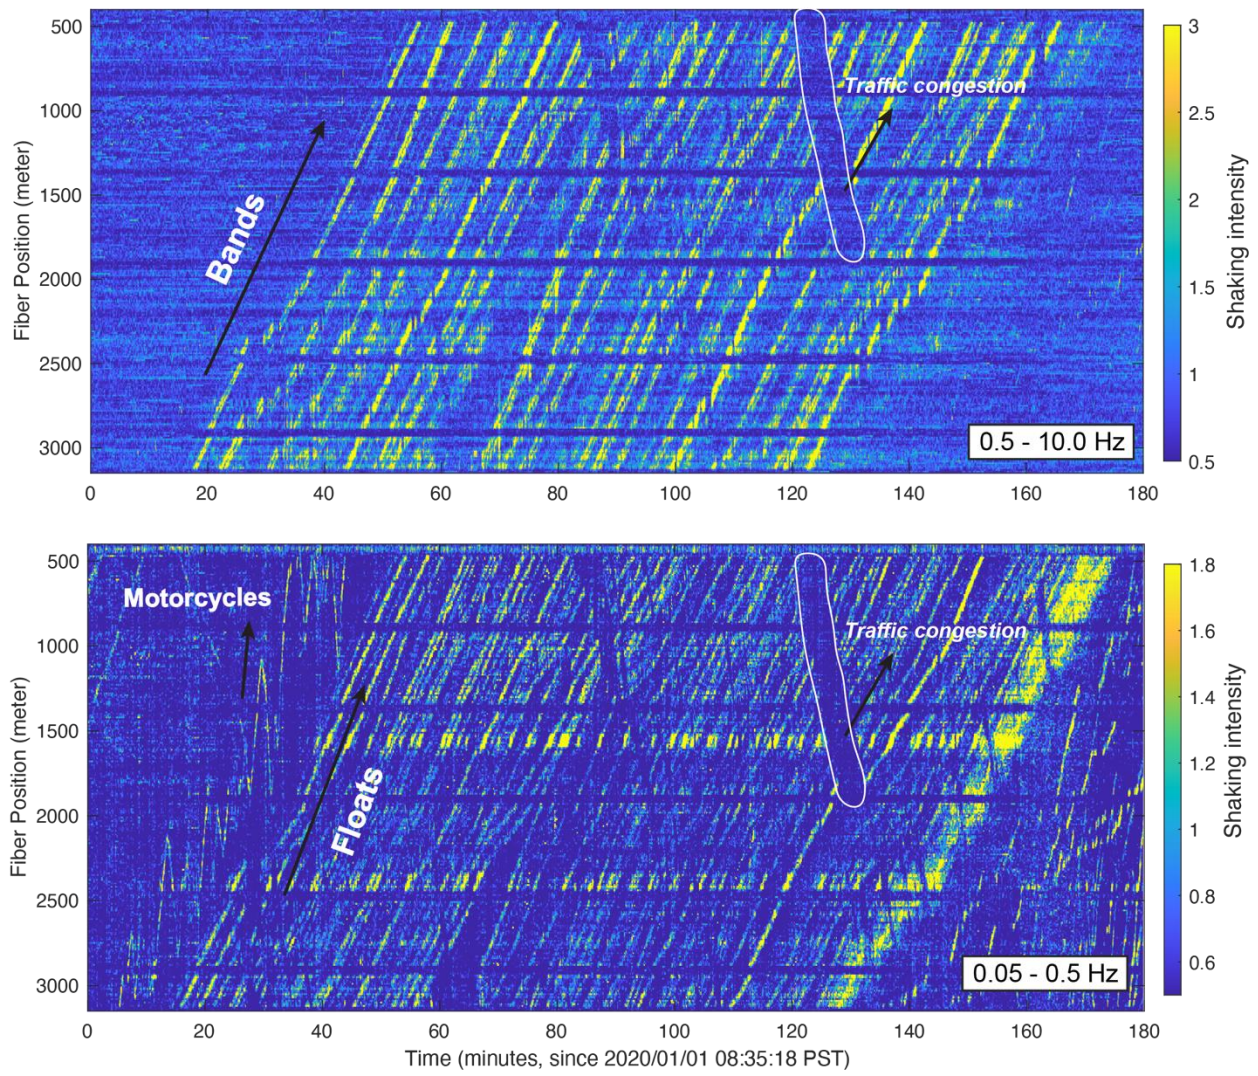 500
1000
1500
2000
2500
3000
Fiber Position (meter)
Bands
Traffic congestion
0.5 - 10.0 Hz
0 20 40 60 80 100 120 140 160 180
3
2.5
2
1.5
1
0.5
Shaking intensity
500
1000
1500
2000
2500
3000
Fiber Position (meter)
Motorcycles
Floats
Traffic congestion
0.05 - 0.5 Hz
0 20 40 60 80 100 120 140 160 180
Time (minutes, since 2020/01/01 08:35:18 PST)
1.8
1.6
1.4
1.2
1
0.8
0.6
Shaking intensity